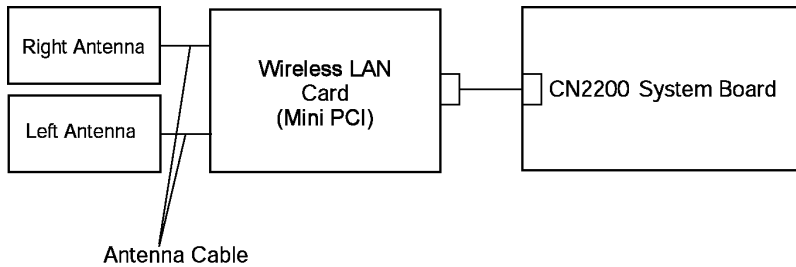 Right Antenna
Left Antenna
Wireless LAN
Card
(Mini PCI)
CN2200 System Board
Antenna Cable